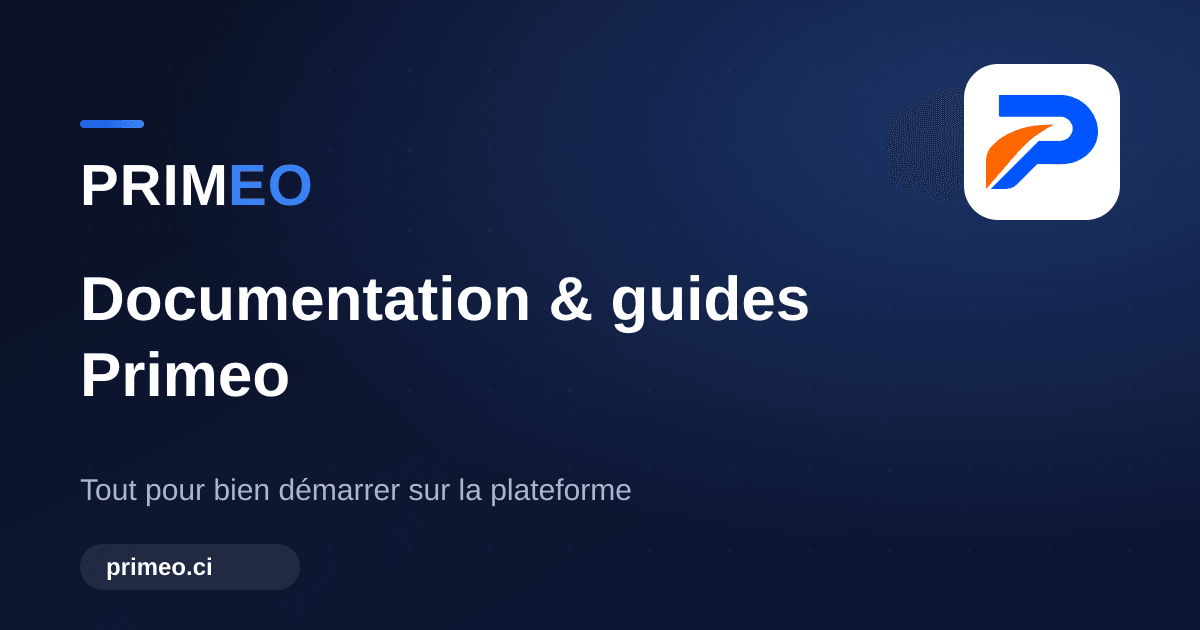 PRIMEO
Documentation & guides
Primeo
Tout pour bien démarrer sur la plateforme
primeo.ci